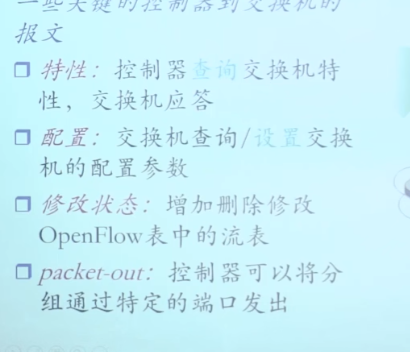 一些关键的控制器到交换机的
报文
特性：控制器查询交换机特
性，交换机应答
配置：交换机查询/设置交换
机的配置参数
修改状态：增加删除修改
OpenFlow表中的流表
packet-out：控制器可以将分
组通过特定的端口发出